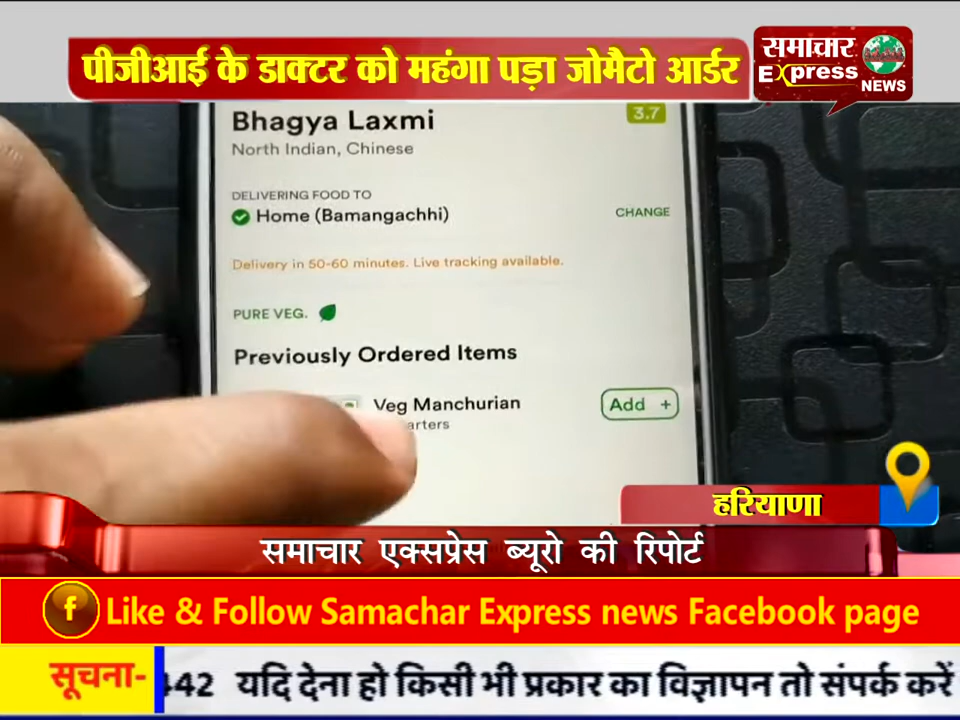 पीजीआई के डाक्टर को महंगा पड़ा जोमैटो आर्डर
समाचार
Express
NEWS
Bhagya Laxmi
3.7
North Indian, Chinese
DELIVERING FOOD TO
Home (Bamangachhi)
CHANGE
Delivery in 50-60 minutes. Live tracking available.
PURE VEG.
Previously Ordered Items
Veg Manchurian
Add +
हरियाणा
समाचार एक्सप्रेस ब्यूरो की रिपोर्ट
f Like & Follow Samachar Express news Facebook page
सूचना-
442 यदि देना हो किसी भी प्रकार का विज्ञापन तो संपर्क करें